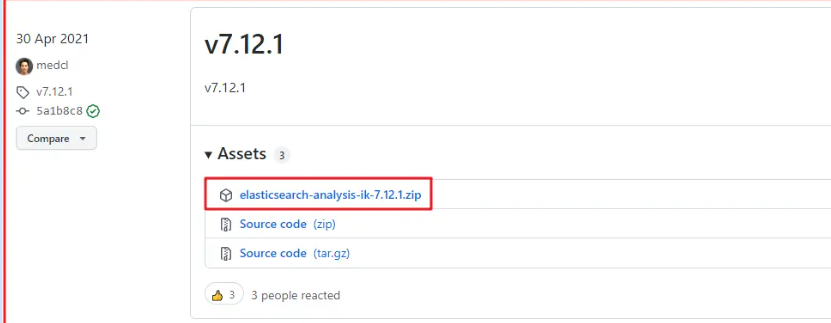 30 Apr 2021
medcl
v7.12.1
5a1b8c8
Compare
v7.12.1
v7.12.1
Assets 3
elasticsearch-analysis-ik-7.12.1.zip
Source code (zip)
Source code (tar.gz)
3 3 people reacted